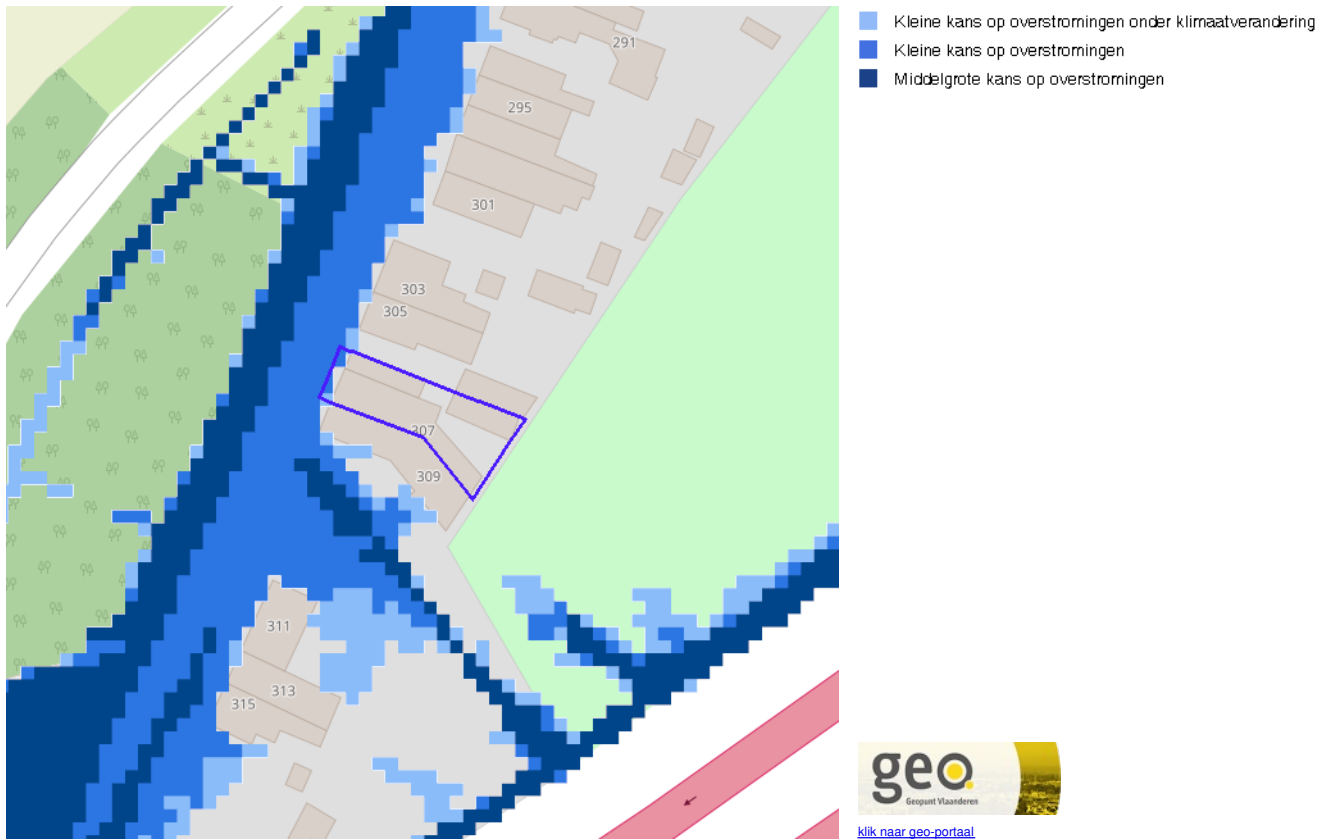 Kleine kans op overstromingen onder klimaatverandering
Kleine kans op overstromingen
Middelgrote kans op overstromingen
291
295
301
303
305
307
309
311
313
315
geo
Geopunt Vlaanderen
klik naar geo-portaal